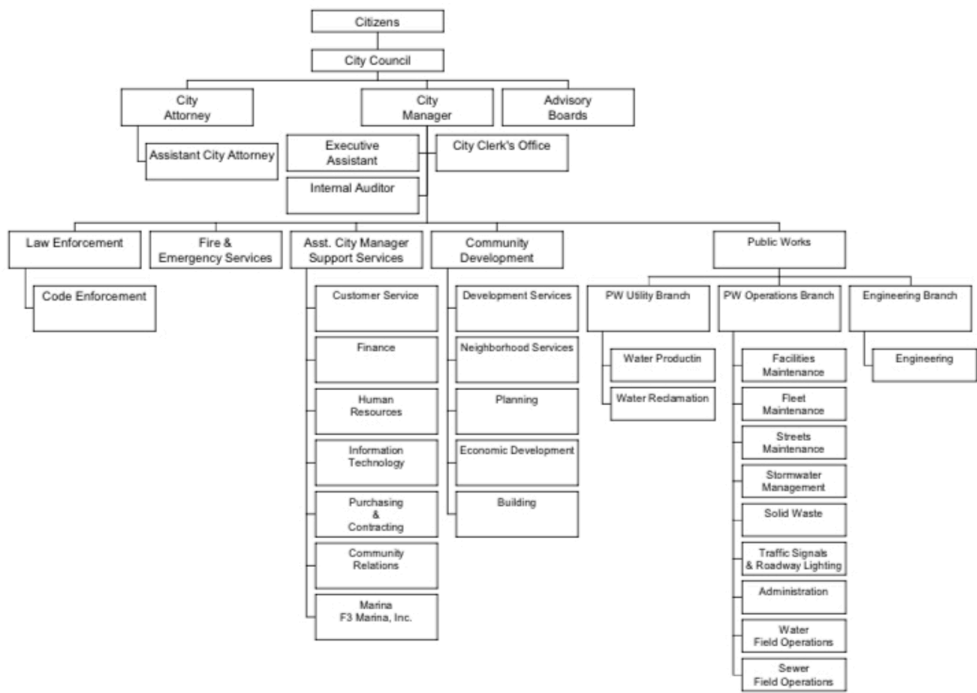 Citizens
City Council
City
Attorney
City
Manager
Advisory
Boards
Assistant City Attorney
Executive
Assistant
City Clerk's Office
Internal Auditor
Law Enforcement
Fire &
Emergency Services
Asst. City Manager
Support Services
Community
Development
Public Works
Code Enforcement
Customer Service
Finance
Human
Resources
Information
Technology
Purchasing
&
Contracting
Community
Relations
Marina
F3 Marina, Inc.
Development Services
Neighborhood Services
Planning
Economic Development
Building
PW Utility Branch
PW Operations Branch
Engineering Branch
Water Productin
Water Reclamation
Facilities
Maintenance
Fleet
Maintenance
Streets
Maintenance
Stormwater
Management
Solid Waste
Traffic Signals
& Roadway Lighting
Administration
Water
Field Operations
Sewer
Field Operations
Engineering